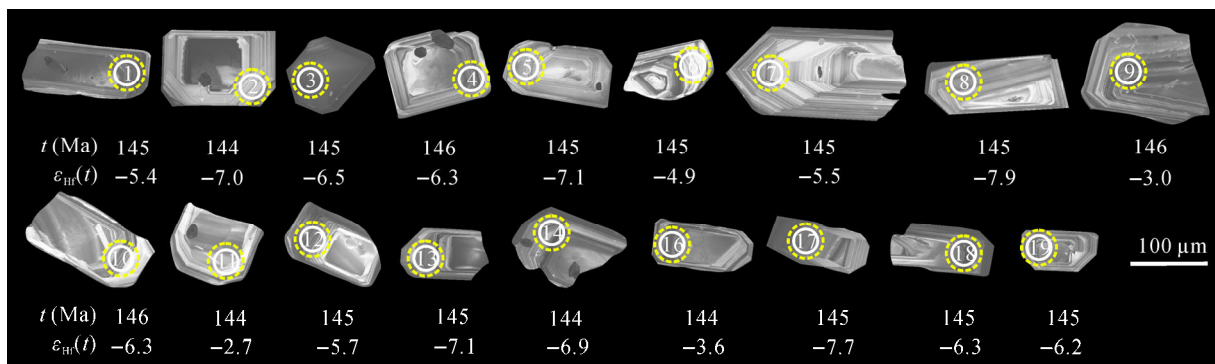 1 2 3 4 5 7 8 9
t (Ma) 145 144 145 146 145 145 145 145 146
εHf(t) −5.4 −7.0 −6.5 −6.3 −7.1 −4.9 −5.5 −7.9 −3.0
10 11 12 13 14 16 17 18 19
100 μm
t (Ma) 146 144 145 145 144 144 145 145 145
εHf(t) −6.3 −2.7 −5.7 −7.1 −6.9 −3.6 −7.7 −6.3 −6.2